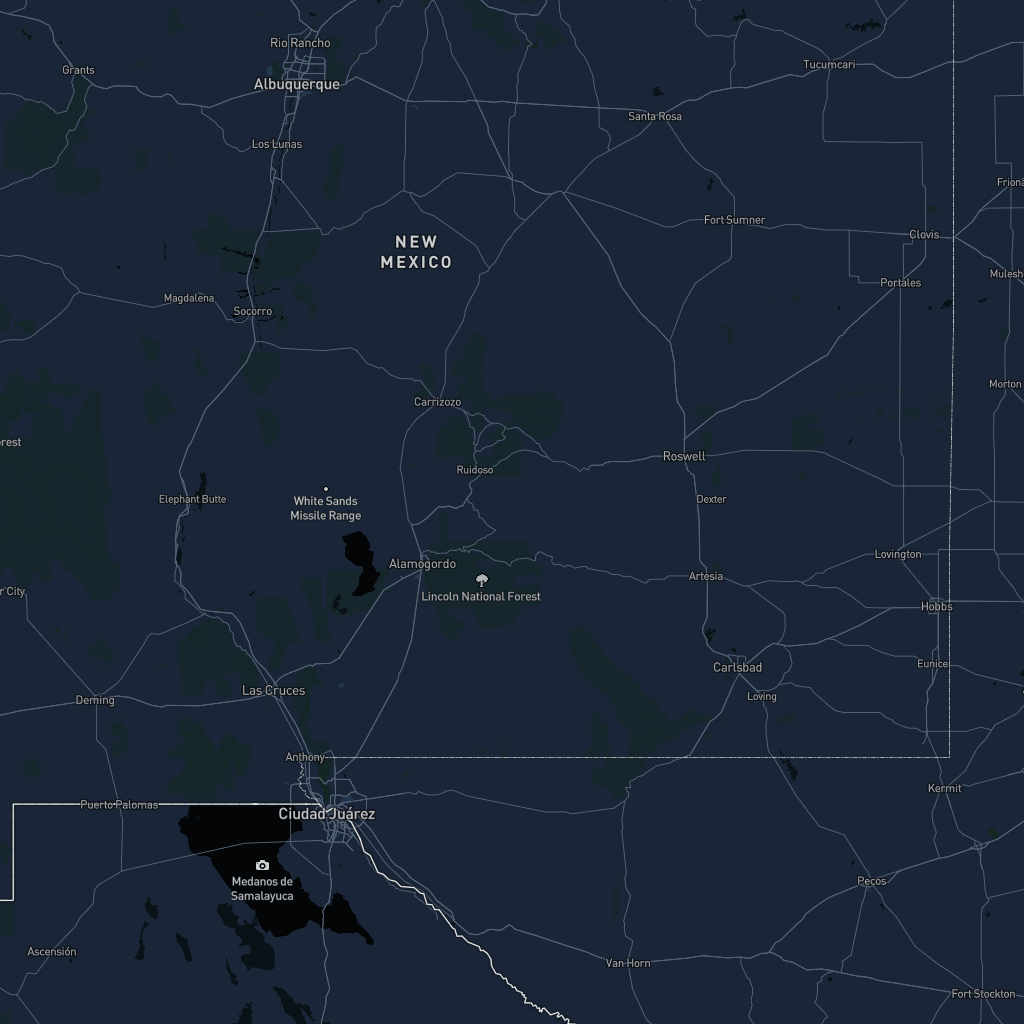 Rio Rancho
Grants
Albuquerque
Tucumcari
Santa Rosa
Los Lunas
Fort Sumner
Clovis
NEW
MEXICO
Portales
Magdalena
Socorro
Carrizozo
Roswell
Ruidoso
Elephant Butte
White Sands
Missile Range
Dexter
Alamogordo
Lovington
Artesia
Lincoln National Forest
r City
Hobbs
Carlsbad
Eunice
Las Cruces
Loving
Deming
Anthony
Kermit
Puerto Palomas
Ciudad Juárez
Medanos de
Samalayuca
Pecos
Ascensión
Van Horn
Fort Stockton
Morton
Friona
Mulesh
orest